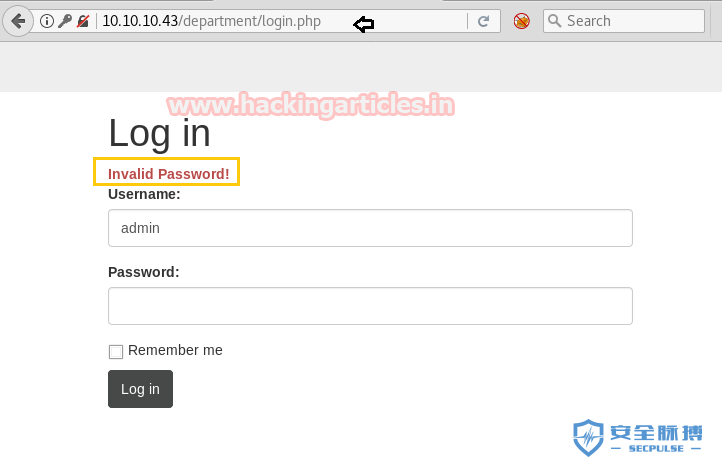 10.10.10.43/department/login.php
Search
www.hackingarticles.in
Log in
Invalid Password!
Username:
admin
Password:
Remember me
Log in
安全脉搏
SECPULSE